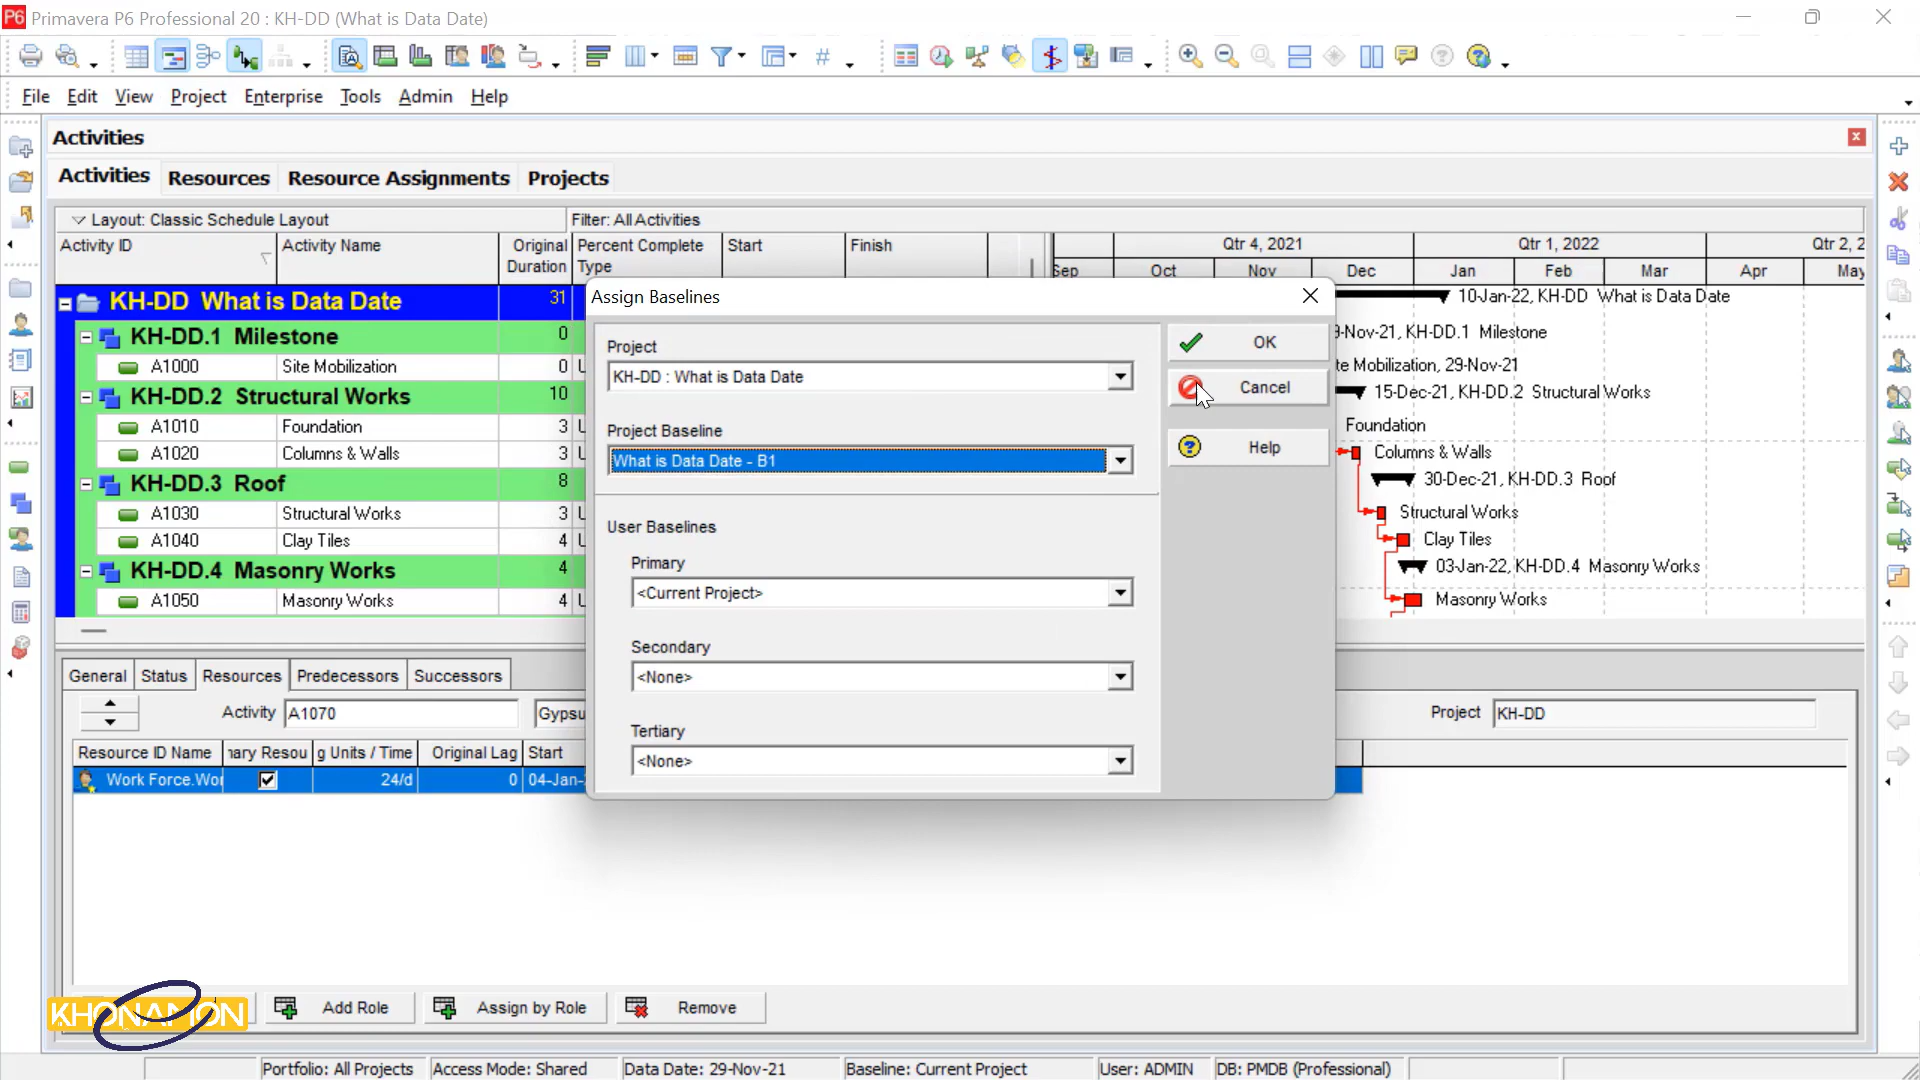 P6 Primavera P6 Professional 20 : KH-DD (What is Data Date)
File Edit View Project Enterprise Tools Admin Help
Activities
Activities Resources Resource Assignments Projects
Layout: Classic Schedule Layout Filter: All Activities
Activity ID Activity Name Original Duration Percent Complete Type Start Finish
Qtr 4, 2021 Qtr 1, 2022 Qtr 2, 2
Sep Oct Nov Dec Jan Feb Mar Apr May
KH-DD What is Data Date 31
KH-DD.1 Milestone 0
A1000 Site Mobilization 0 U
KH-DD.2 Structural Works 10
A1010 Foundation 3 U
A1020 Columns & Walls 3 U
KH-DD.3 Roof 8
A1030 Structural Works 3 U
A1040 Clay Tiles 4 U
KH-DD.4 Masonry Works 4
A1050 Masonry Works 4 U
10-Jan-22, KH-DD What is Data Date
9-Nov-21, KH-DD.1 Milestone
te Mobilization, 29-Nov-21
15-Dec-21, KH-DD.2 Structural Works
Foundation
Columns & Walls
30-Dec-21, KH-DD.3 Roof
Structural Works
Clay Tiles
03-Jan-22, KH-DD.4 Masonry Works
Masonry Works
Assign Baselines
Project
KH-DD : What is Data Date
Project Baseline
What is Data Date - B1
User Baselines
Primary
<Current Project>
Secondary
<None>
Tertiary
<None>
OK
Cancel
Help
General Status Resources Predecessors Successors
Activity A1070 Gypsu Project KH-DD
Resource ID Name nary Resou g Units / Time Original Lag Start
Work Force.Wor 24/d 0 04-Jan-
KHONAMON
Add Role Assign by Role Remove
Portfolio: All Projects Access Mode: Shared Data Date: 29-Nov-21 Baseline: Current Project User: ADMIN DB: PMDB (Professional)